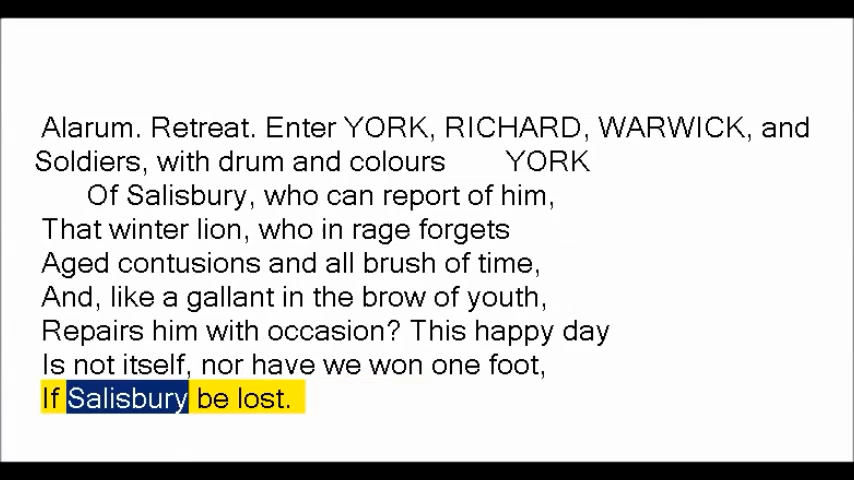 Alarum. Retreat. Enter YORK, RICHARD, WARWICK, and
Soldiers, with drum and colours YORK
Of Salisbury, who can report of him,
That winter lion, who in rage forgets
Aged contusions and all brush of time,
And, like a gallant in the brow of youth,
Repairs him with occasion? This happy day
Is not itself, nor have we won one foot,
If Salisbury be lost.